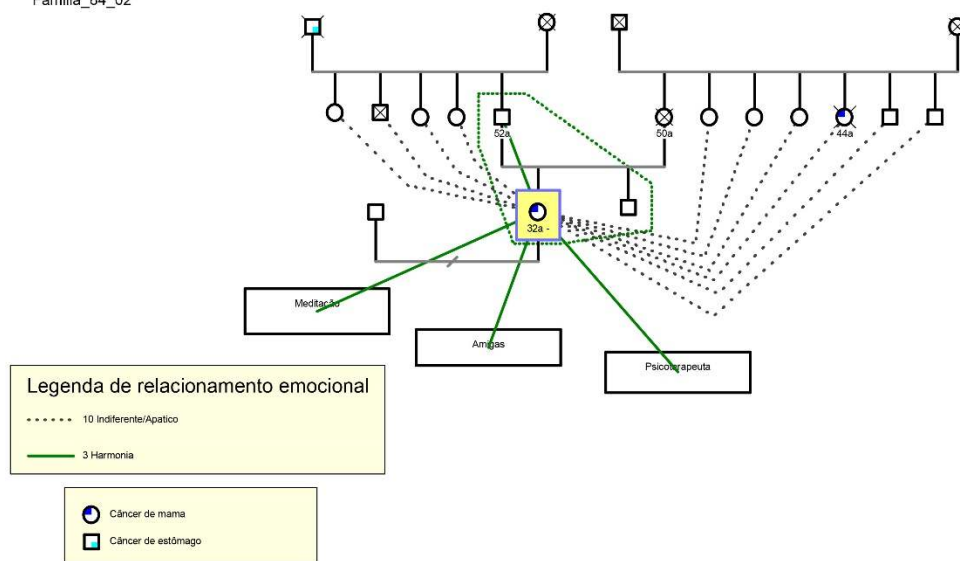 Família_64_02
52a
50a
44a
32a -
Meditação
Amigas
Psicoterapeuta
Legenda de relacionamento emocional
10 Indiferente/Apatico
3 Harmonia
Câncer de mama
Câncer de estômago